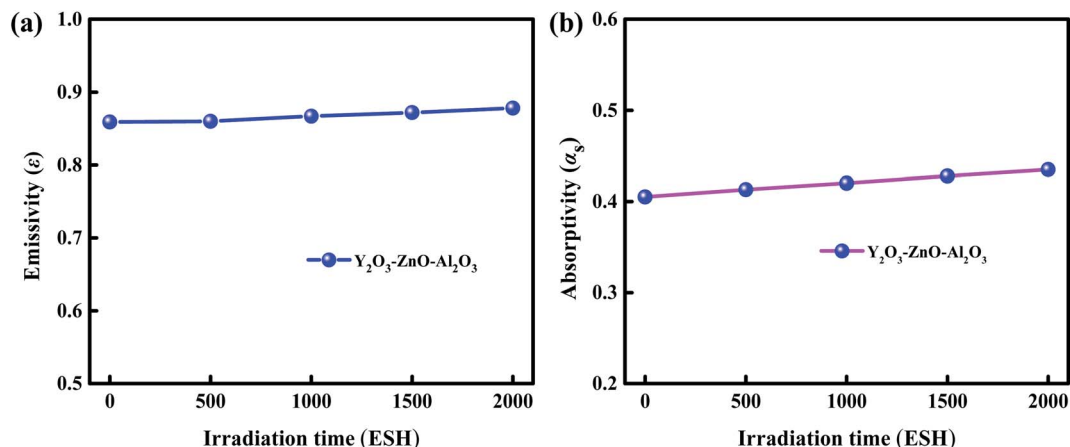 (a)
1.0
0.9
0.8
0.7
0.6
0.5
Emissivity (ε)
Y₂O₃-ZnO-Al₂O₃
0 500 1000 1500 2000
Irradiation time (ESH)
(b)
0.6
0.5
0.4
0.3
0.2
Absorptivity (αₛ)
Y₂O₃-ZnO-Al₂O₃
0 500 1000 1500 2000
Irradiation time (ESH)